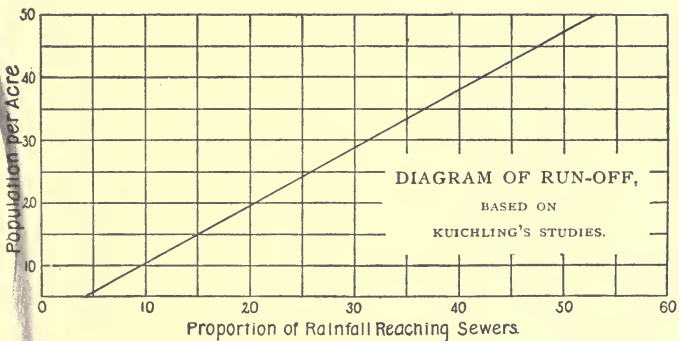 50
40
30
20
10
Population per Acre
DIAGRAM OF RUN-OFF,
BASED ON
KUICHLING'S STUDIES.
0 10 20 30 40 50 60
Proportion of Rainfall Reaching Sewers.